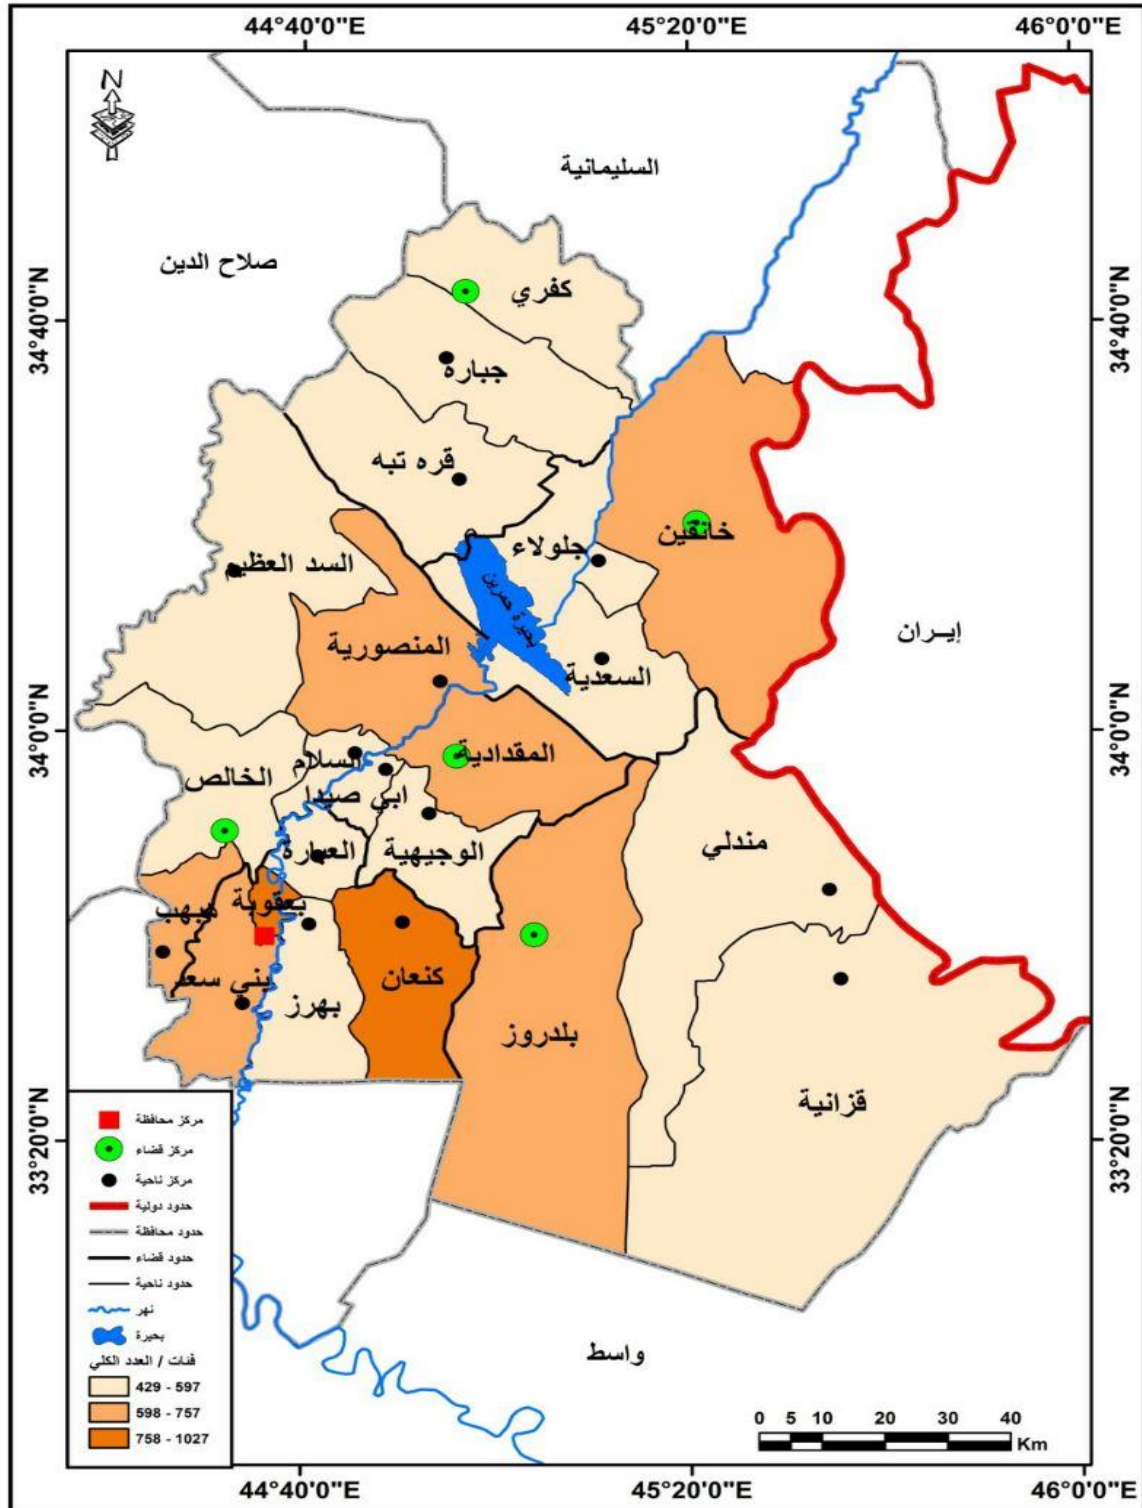 44°40'0"E 45°20'0"E 46°0'0"E
N
السليمانية
صلاح الدين
كفري
34°40'0"N
34°40'0"N
جبارة
قره تبه
خانقين
جلولاء
السد العظيم
بحيرة حمرين
إيــران
المنصورية
السعدية
34°0'0"N
34°0'0"N
المقدادية
السلام
الخالص
ابي صيدا
مندلي
العبارة
الوجيهية
بعقوبة
هبهب
كنعان
بني سعد
بهرز
بلدروز
قزانية
33°20'0"N
33°20'0"N
مركز محافظة
مركز قضاء
مركز ناحية
حدود دولية
حدود محافظة
حدود قضاء
حدود ناحية
نهر
بحيرة
فئات / العدد الكلي
429 - 597
598 - 757
758 - 1027
واسط
0 5 10 20 30 40
Km
44°40'0"E 45°20'0"E 46°0'0"E